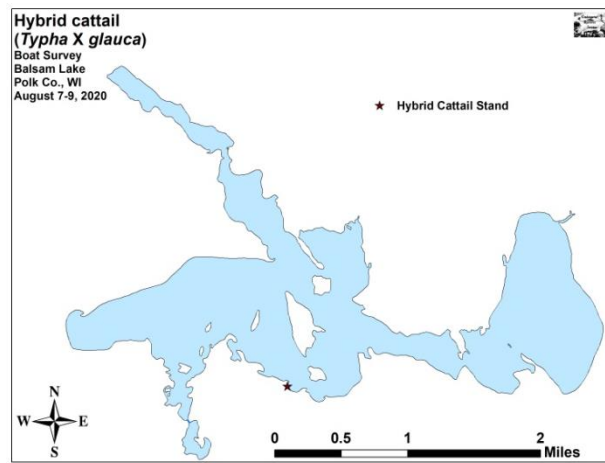 Hybrid cattail
(Typha X glauca)
Boat Survey
Balsam Lake
Polk Co., WI
August 7-9, 2020
Hybrid Cattail Stand
N
W E
S
0 0.5 1 2
Miles